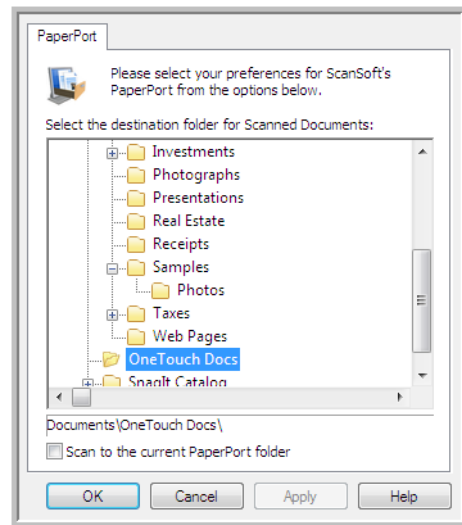 PaperPort
Please select your preferences for ScanSoft's
PaperPort from the options below.
Select the destination folder for Scanned Documents:
Investments
Photographs
Presentations
Real Estate
Receipts
Samples
Photos
Taxes
Web Pages
OneTouch Docs
SnagIt Catalog
Documents\OneTouch Docs\
Scan to the current PaperPort folder
OK Cancel Apply Help